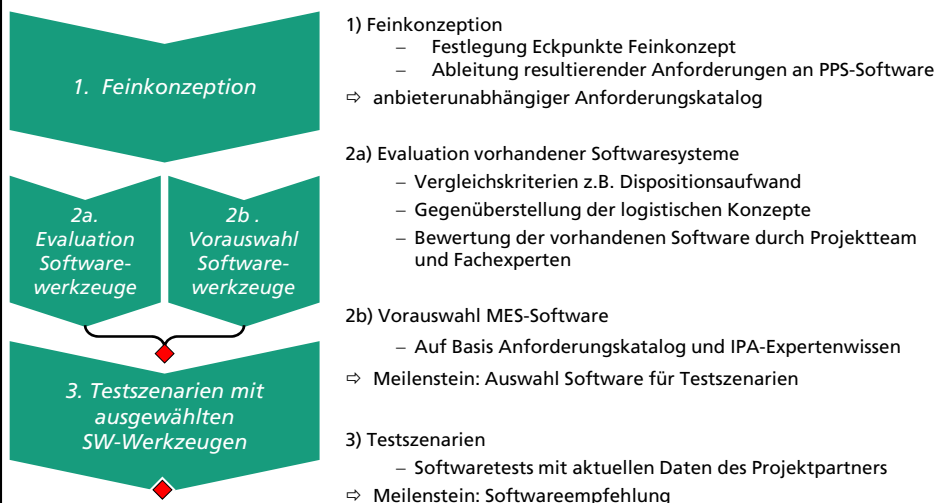 1. Feinkonzeption
2a.
Evaluation
Software-
werkzeuge
2b .
Vorauswahl
Software-
werkzeuge
3. Testszenarien mit
ausgewählten
SW-Werkzeugen
1) Feinkonzeption
– Festlegung Eckpunkte Feinkonzept
– Ableitung resultierender Anforderungen an PPS-Software
⇨ anbieterunabhängiger Anforderungskatalog
2a) Evaluation vorhandener Softwaresysteme
– Vergleichskriterien z.B. Dispositionsaufwand
– Gegenüberstellung der logistischen Konzepte
– Bewertung der vorhandenen Software durch Projektteam
und Fachexperten
2b) Vorauswahl MES-Software
– Auf Basis Anforderungskatalog und IPA-Expertenwissen
⇨ Meilenstein: Auswahl Software für Testszenarien
3) Testszenarien
– Softwaretests mit aktuellen Daten des Projektpartners
⇨ Meilenstein: Softwareempfehlung